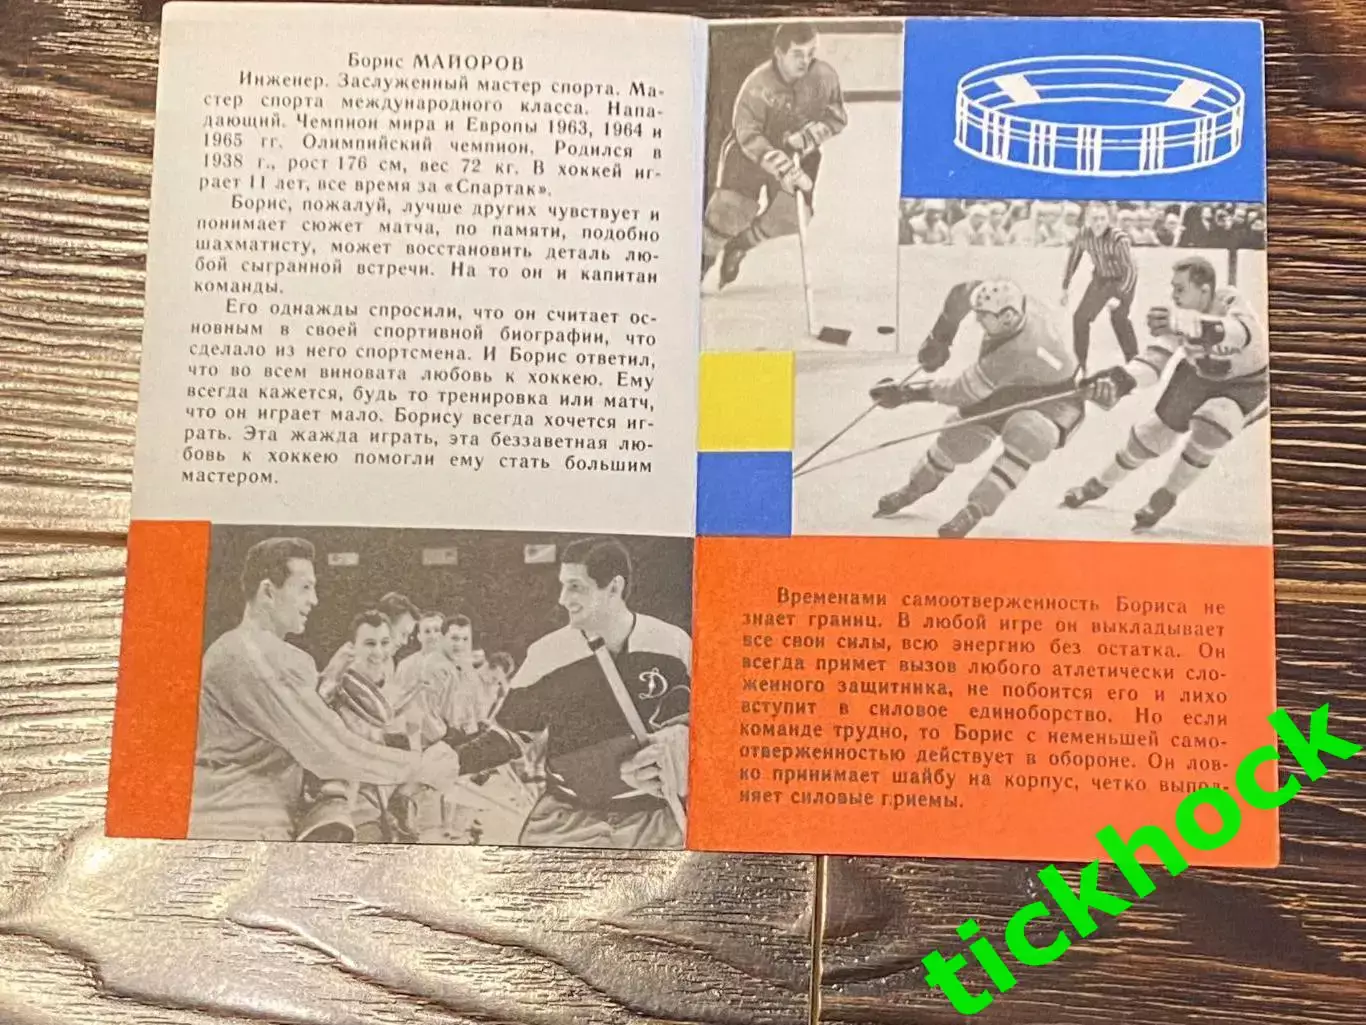 Борис МАЙОРОВ
Инженер. Заслуженный мастер спорта. Ма-
стер спорта международного класса. Напа-
дающий. Чемпион мира и Европы 1963, 1964 и
1965 гг. Олимпийский чемпион. Родился в
1938 г., рост 176 см, вес 72 кг. В хоккей иг-
рает 11 лет, все время за «Спартак».
Борис, пожалуй, лучше других чувствует и
понимает сюжет матча, по памяти, подобно
шахматисту, может восстановить деталь лю-
бой сыгранной встречи. На то он и капитан
команды.
Его однажды спросили, что он считает ос-
новным в своей спортивной биографии, что
сделало из него спортсмена. И Борис ответил,
что во всем виновата любовь к хоккею. Ему
всегда кажется, будь то тренировка или матч,
что он играет мало. Борису всегда хочется иг-
рать. Эта жажда играть, эта беззаветная лю-
бовь к хоккею помогли ему стать большим
мастером.
Д
1
Временами самоотверженность Бориса не
знает границ. В любой игре он выкладывает
все свои силы, всю энергию без остатка. Он
всегда примет вызов любого атлетически сло-
женного защитника, не побоится его и лихо
вступит в силовое единоборство. Но если
команде трудно, то Борис с неменьшей само-
отверженностью действует в обороне. Он лов-
ко принимает шайбу на корпус, четко выпол-
няет силовые приемы.
tickhock